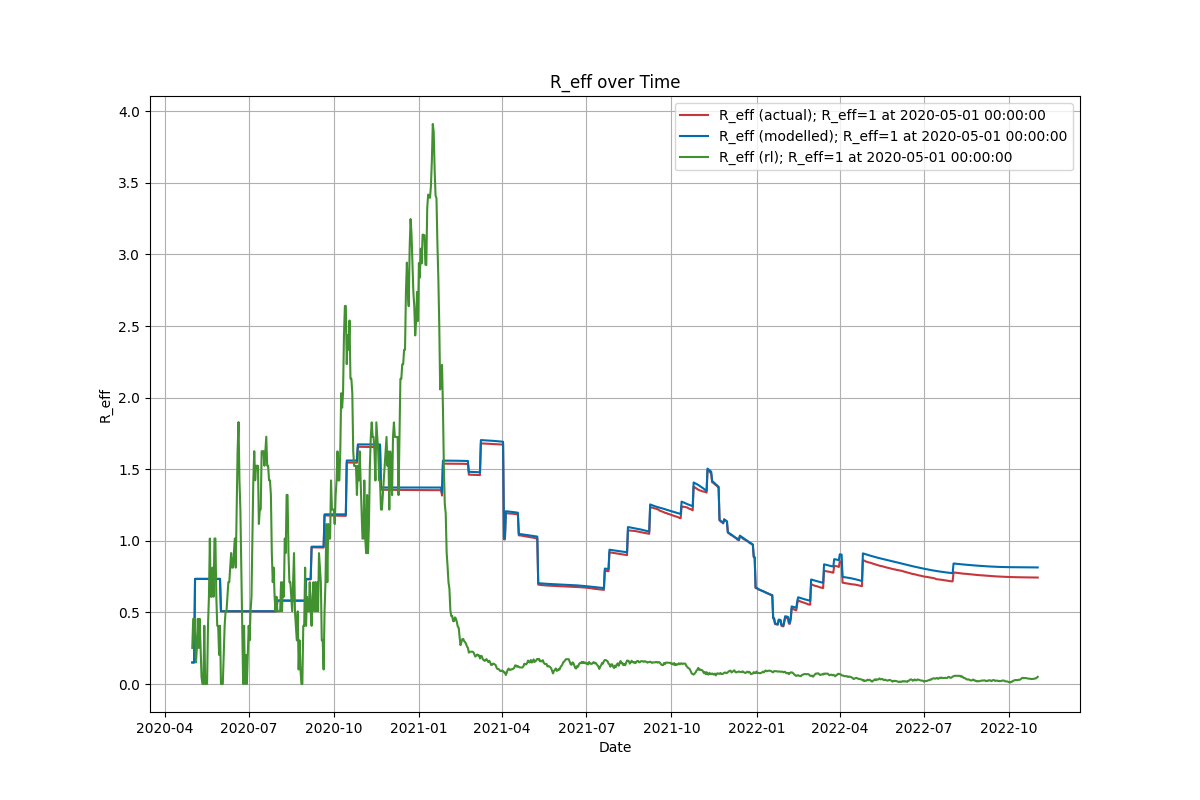 R_eff over Time
R_eff (actual); R_eff=1 at 2020-05-01 00:00:00
R_eff (modelled); R_eff=1 at 2020-05-01 00:00:00
R_eff (rl); R_eff=1 at 2020-05-01 00:00:00
4.0
3.5
3.0
2.5
2.0
1.5
1.0
0.5
0.0
R_eff
2020-04 2020-07 2020-10 2021-01 2021-04 2021-07 2021-10 2022-01 2022-04 2022-07 2022-10
Date